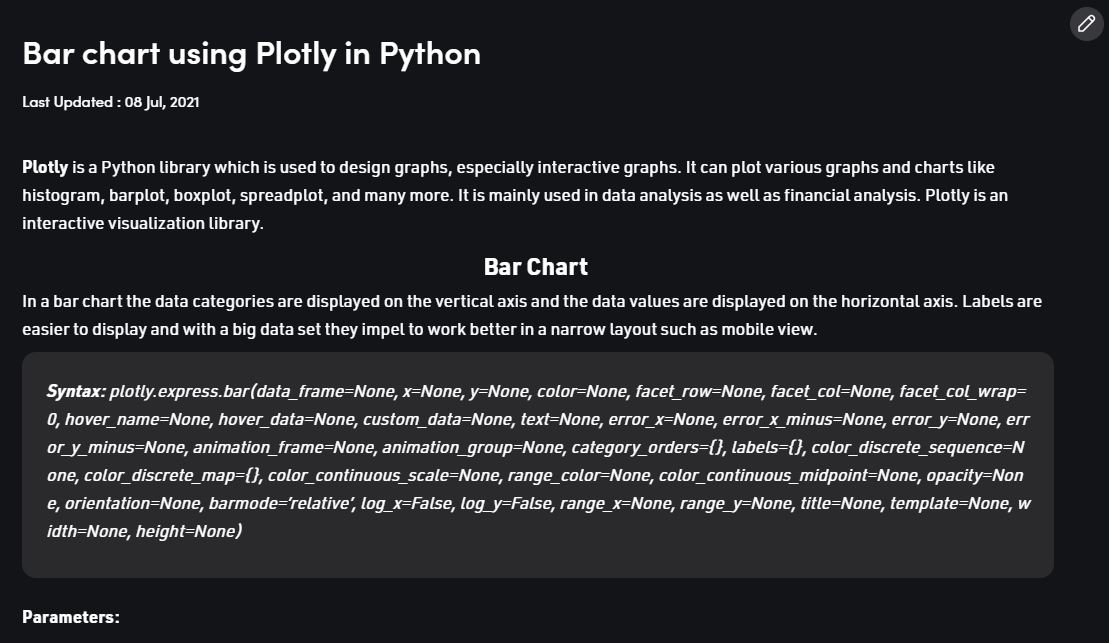 Bar chart using Plotly in Python
Last Updated : 08 Jul, 2021
Plotly is a Python library which is used to design graphs, especially interactive graphs. It can plot various graphs and charts like
histogram, barplot, boxplot, spreadplot, and many more. It is mainly used in data analysis as well as financial analysis. Plotly is an
interactive visualization library.
Bar Chart
In a bar chart the data categories are displayed on the vertical axis and the data values are displayed on the horizontal axis. Labels are
easier to display and with a big data set they impel to work better in a narrow layout such as mobile view.
Syntax: plotly.express.bar(data_frame=None, x=None, y=None, color=None, facet_row=None, facet_col=None, facet_col_wrap=
0, hover_name=None, hover_data=None, custom_data=None, text=None, error_x=None, error_x_minus=None, error_y=None, err
or_y_minus=None, animation_frame=None, animation_group=None, category_orders={}, labels={}, color_discrete_sequence=N
one, color_discrete_map={}, color_continuous_scale=None, range_color=None, color_continuous_midpoint=None, opacity=Non
e, orientation=None, barmode=‘relative’, log_x=False, log_y=False, range_x=None, range_y=None, title=None, template=None, w
idth=None, height=None)
Parameters: